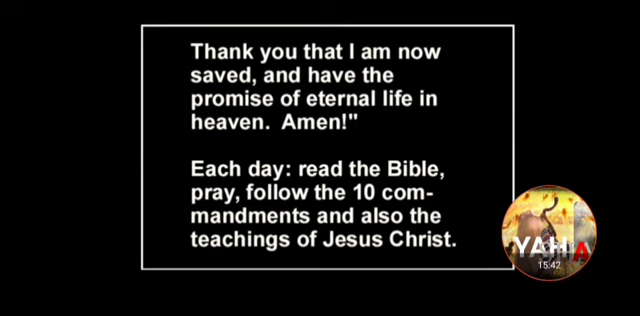 Thank you that I am now
saved, and have the
promise of eternal life in
heaven. Amen!"
Each day: read the Bible,
pray, follow the 10 com-
mandments and also the
teachings of Jesus Christ.
YAHA
15:42